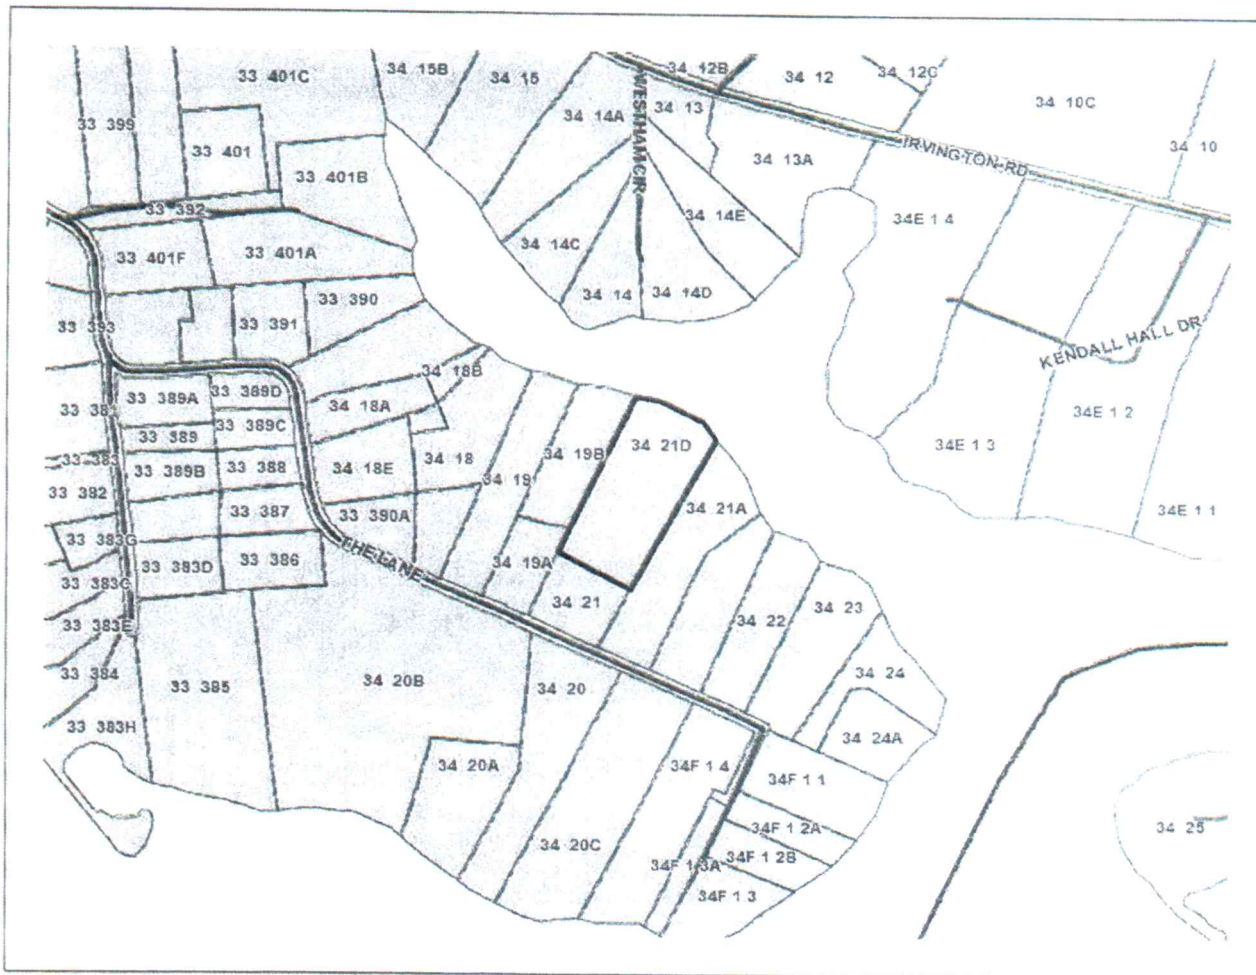 33 401C
34 15B
34 15
34 12B
34 12
34 12C
34 10C
33 399
34 14A
WESTHAM CIR
34 13
33 401
34 13A
IRVINGTON RD
34 10
33 401B
33 392
34 14E
34E 1 4
33 401F
33 401A
34 14C
34 14
34 14D
33 390
33 391
33 393
KENDALL HALL DR
34 18B
33 389A
33 389D
34 18A
34E 1 2
33 389
33 389C
34E 1 3
33 383
33 389B
33 388
34 18E
34 18
34 19B
34 21D
34 19
33 382
33 387
33 390A
34 21A
34E 1 1
33 383G
33 383D
33 386
THE LANE
34 19A
33 383C
34 21
34 22
34 23
33 383E
33 384
33 385
34 20B
34 20
34 24
33 383H
34 24A
34 20A
34F 1 4
34F 1 1
34F 1 2A
34 25
34 20C
34F 1 3A
34F 1 2B
34F 1 3